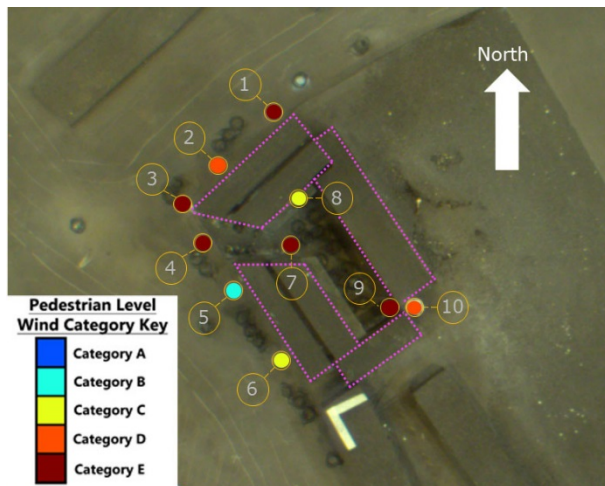 North
1
2
3
8
4
7
9
10
5
6
Pedestrian Level
Wind Category Key
Category A
Category B
Category C
Category D
Category E